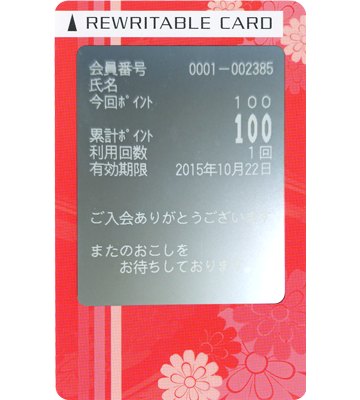 REWRITABLE CARD
会員番号 0001-002385
氏名
今回ﾎﾟｲﾝﾄ 100
累計ﾎﾟｲﾝﾄ 100
利用回数 1回
有効期限 2015年10月22日
ご入会ありがとうございます
またのおこしを
お待ちしております。